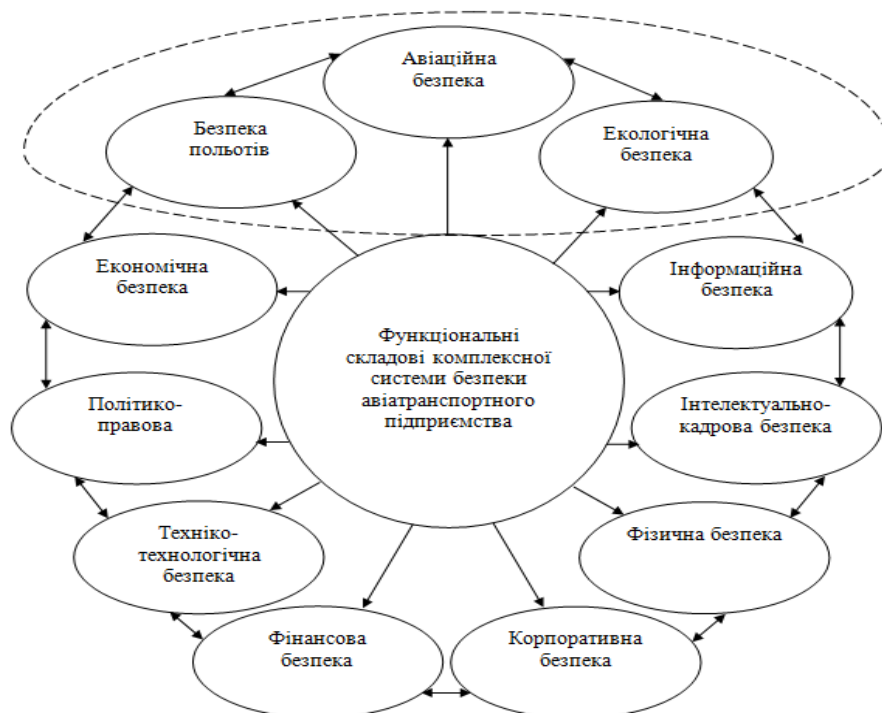 Авіаційна
безпека
Безпека
польотів
Екологічна
безпека
Економічна
безпека
Інформаційна
безпека
Функціональні
складові комплексної
системи безпеки
авіатранспортного
підприємства
Політико-
правова
Інтелектуально-
кадрова безпека
Техніко-
технологічна
безпека
Фізична безпека
Фінансова
безпека
Корпоративна
безпека